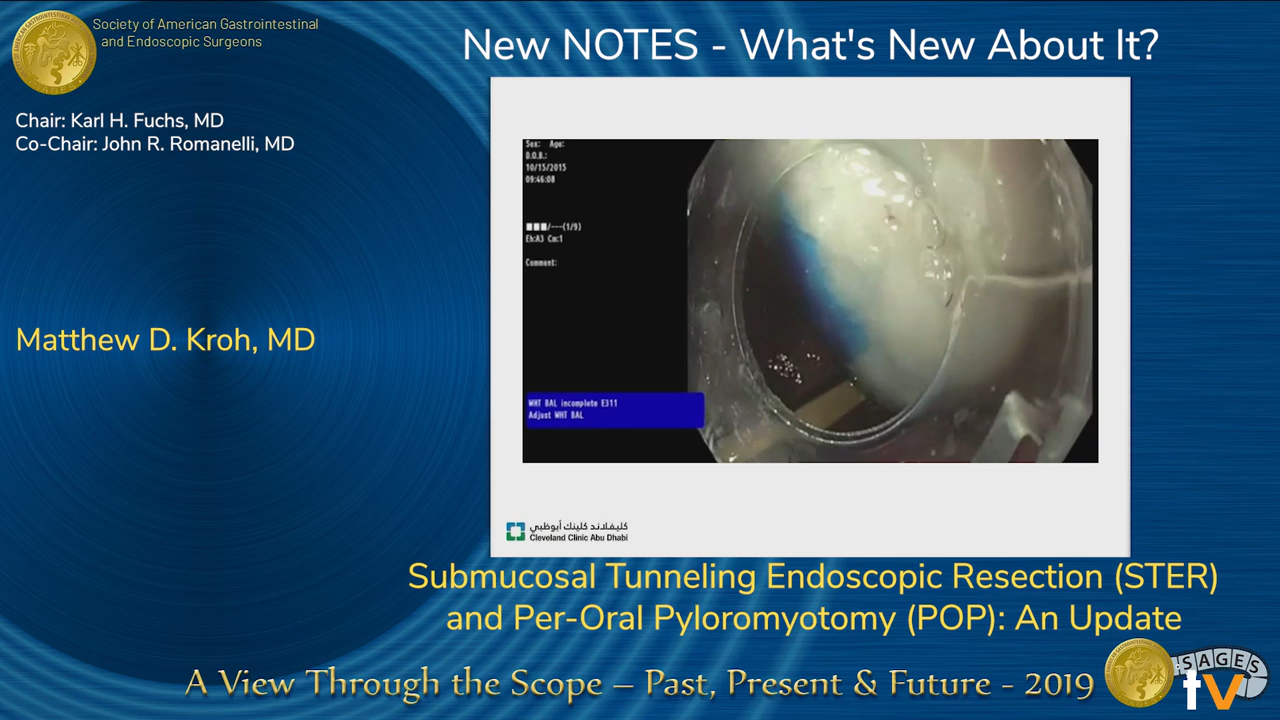 Society of American Gastrointestinal
and Endoscopic Surgeons
New NOTES - What's New About It?
Chair: Karl H. Fuchs, MD
Co-Chair: John R. Romanelli, MD
Matthew D. Kroh, MD
Sex: Age:
D.O.B.:
10/15/2015
09:46:08
■■■/---(1/9)
Eh:A3 Cm:1
Comment:
WHT BAL incomplete E311
Adjust WHT BAL
كليفلاند كلينك أبوظبي
Cleveland Clinic Abu Dhabi
Submucosal Tunneling Endoscopic Resection (STER)
and Per-Oral Pyloromyotomy (POP): An Update
A View Through the Scope – Past, Present & Future - 2019
SAGES
tv